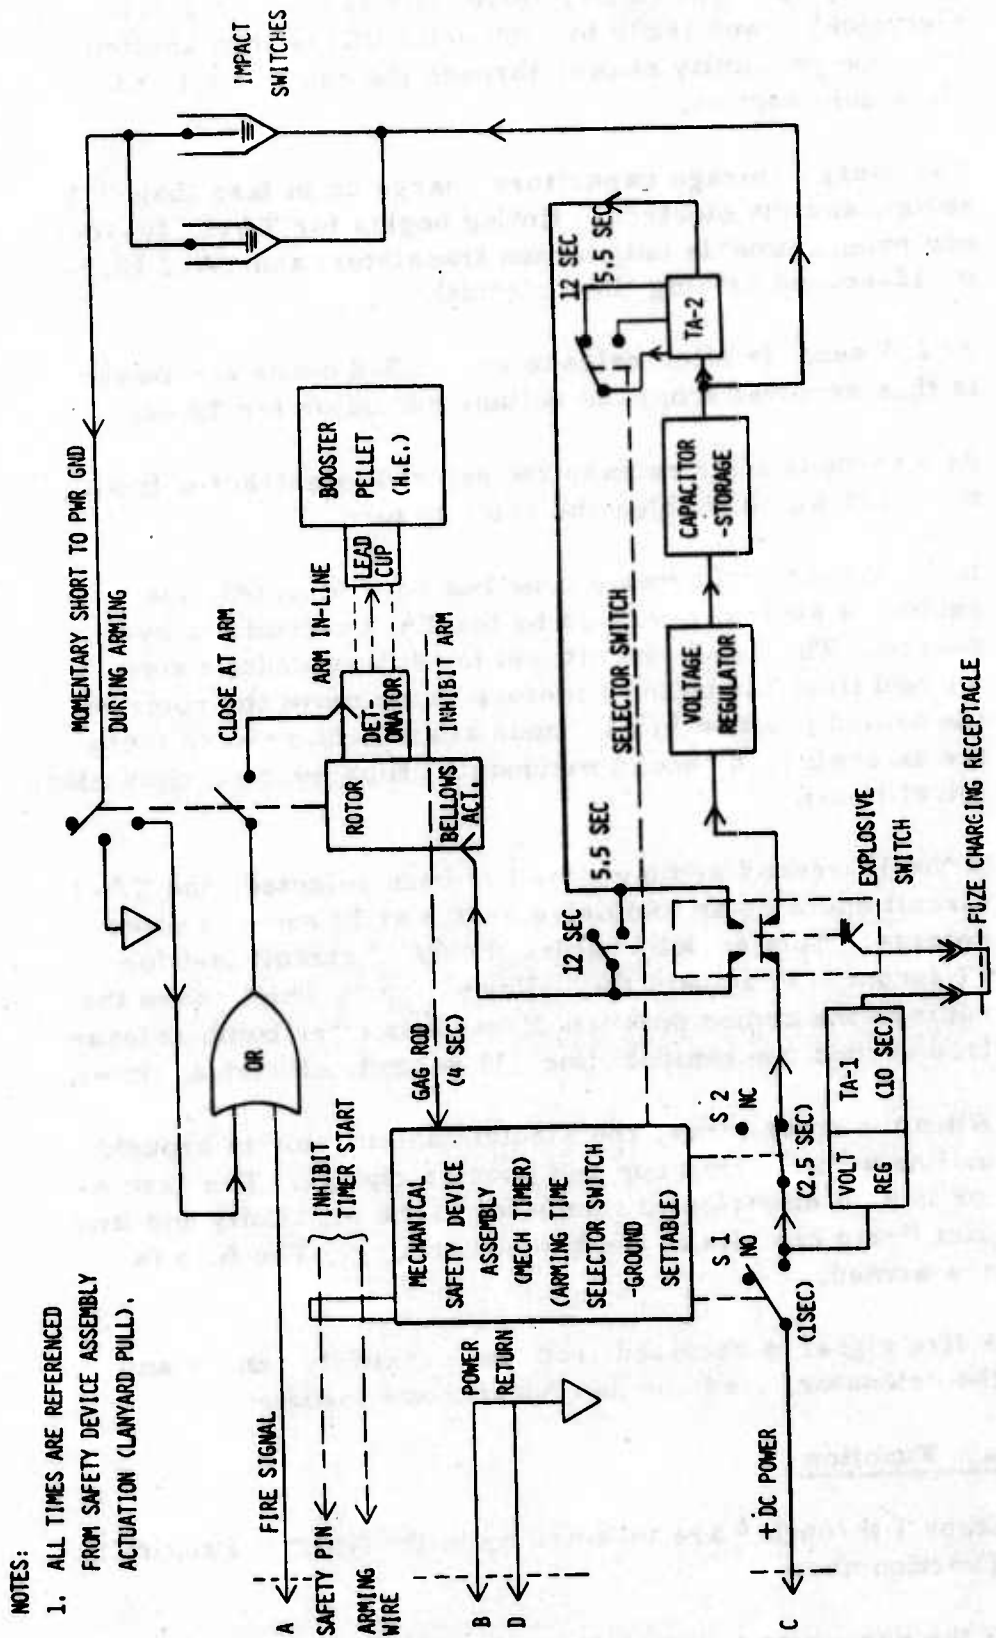 NOTES:
1. ALL TIMES ARE REFERENCED
FROM SAFETY DEVICE ASSEMBLY
ACTUATION (LANYARD PULL).
MOMENTARY SHORT TO PWR GND
DURING ARMING
IMPACT
SWITCHES
CLOSE AT ARM
OR
FIRE SIGNAL
A
SAFETY PIN
ARMING
WIRE
INHIBIT
TIMER START
ROTOR
BELLOWS
ACT.
ARM IN-LINE
DET-
ONATOR
LEAD
CUP
BOOSTER
PELLET
(H.E.)
INHIBIT ARM
GAG ROD
(4 SEC)
B
POWER
D
RETURN
MECHANICAL
SAFETY DEVICE
ASSEMBLY
(MECH TIMER)
(ARMING TIME
SELECTOR SWITCH
-GROUND
SETTABLE)
SELECTOR SWITCH
12 SEC
5.5 SEC
12 SEC
5.5 SEC
TA-2
CAPACITOR
-STORAGE
VOLTAGE
REGULATOR
S 1
NO
(1SEC)
S 2
NC
(2.5 SEC)
C
+ DC POWER
VOLT
REG
TA-1
(10 SEC)
EXPLOSIVE
SWITCH
FUZE CHARGING RECEPTACLE